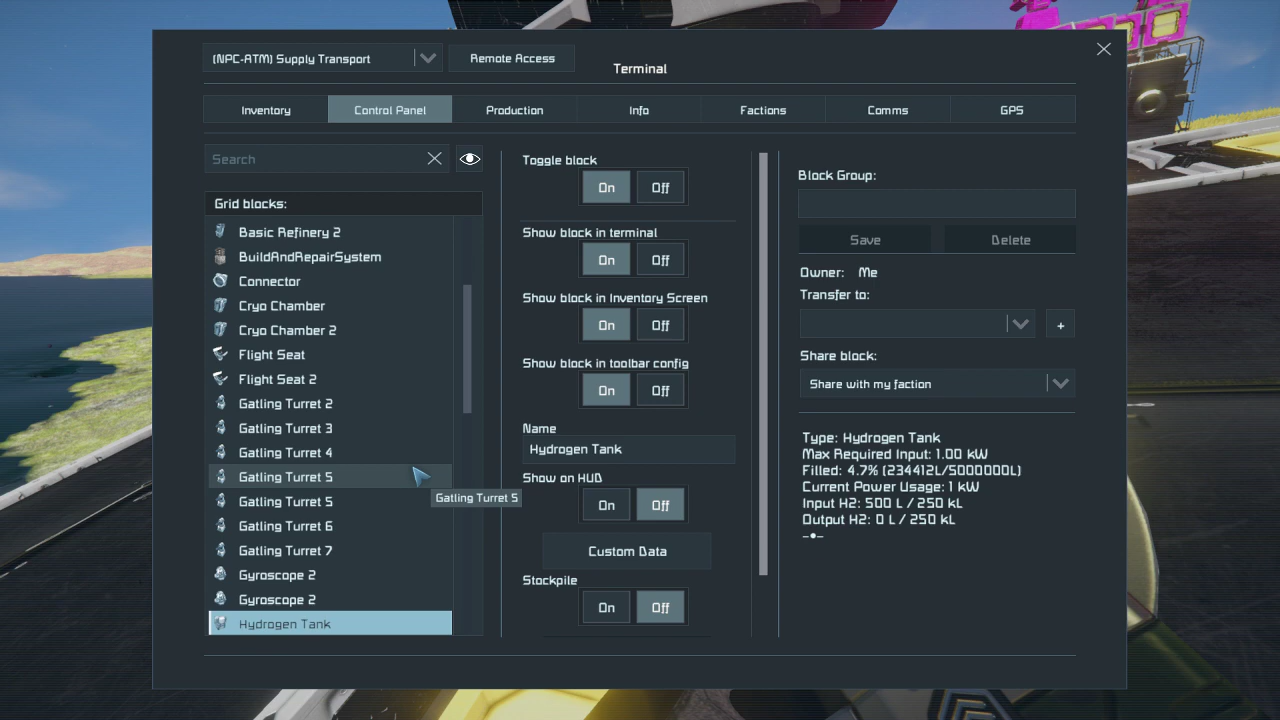 (NPC-ATM) Supply Transport
Remote Access
Terminal
Inventory
Control Panel
Production
Info
Factions
Comms
GPS
Search
Grid blocks:
Basic Refinery 2
BuildAndRepairSystem
Connector
Cryo Chamber
Cryo Chamber 2
Flight Seat
Flight Seat 2
Gatling Turret 2
Gatling Turret 3
Gatling Turret 4
Gatling Turret 5
Gatling Turret 5
Gatling Turret 5
Gatling Turret 6
Gatling Turret 7
Gyroscope 2
Gyroscope 2
Hydrogen Tank
Toggle block
On Off
Show block in terminal
On Off
Show block in Inventory Screen
On Off
Show block in toolbar config
On Off
Name
Hydrogen Tank
Show on HUD
On Off
Custom Data
Stockpile
On Off
Block Group:
Save
Delete
Owner: Me
Transfer to:
+
Share block:
Share with my faction
Type: Hydrogen Tank
Max Required Input: 1.00 kW
Filled: 4.7% (234412L/5000000L)
Current Power Usage: 1 kW
Input H2: 500 L / 250 kL
Output H2: 0 L / 250 kL